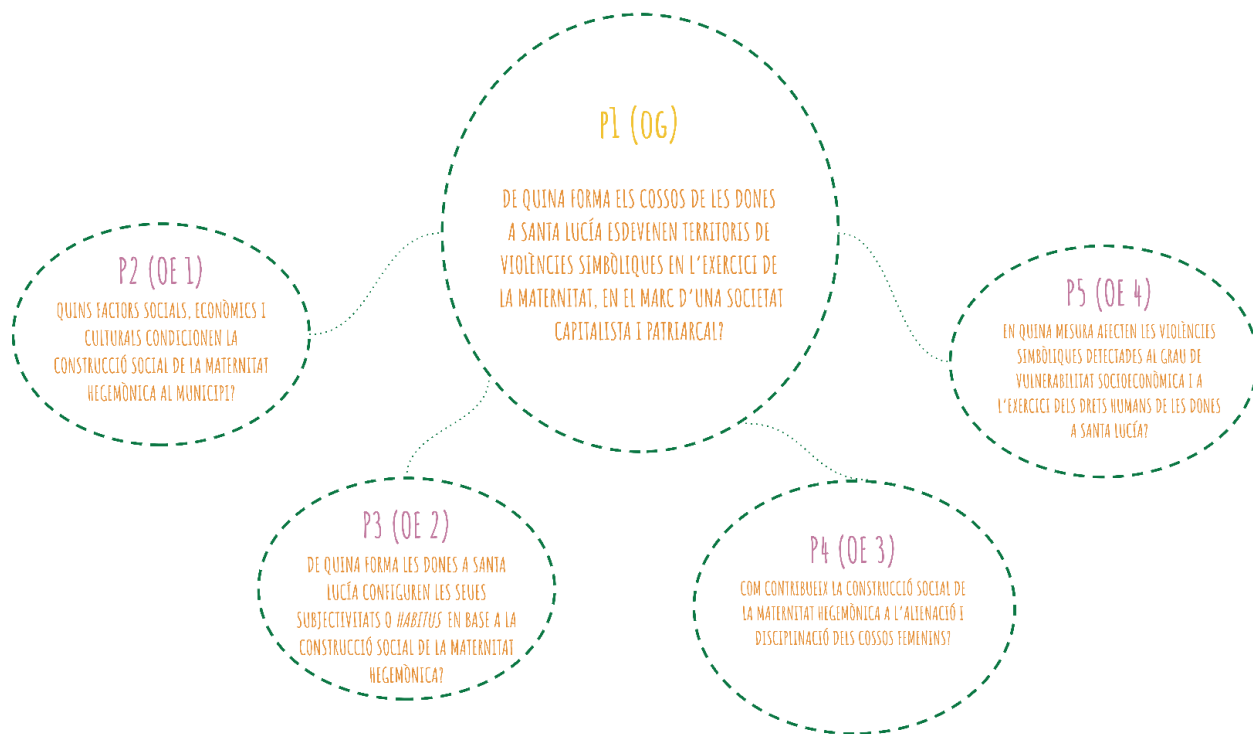 P1 (OG)
DE QUINA FORMA ELS COSSOS DE LES DONES
A SANTA LUCÍA ESDEVENEN TERRITORIS DE
VIOLÈNCIES SIMBÒLIQUES EN L'EXERCICI DE
LA MATERNITAT, EN EL MARC D'UNA SOCIETAT
CAPITALISTA I PATRIARCAL?
P2 (OE 1)
QUINS FACTORS SOCIALS, ECONÒMICS I
CULTURALS CONDICIONEN LA
CONSTRUCCIÓ SOCIAL DE LA MATERNITAT
HEGEMÒNICA AL MUNICIPI?
P3 (OE 2)
DE QUINA FORMA LES DONES A SANTA
LUCÍA CONFIGUREN LES SEUES
SUBJECTIVITATS O HABITUS EN BASE A LA
CONSTRUCCIÓ SOCIAL DE LA MATERNITAT
HEGEMÒNICA?
P4 (OE 3)
COM CONTRIBUEIX LA CONSTRUCCIÓ SOCIAL DE
LA MATERNITAT HEGEMÒNICA A L'ALIENACIÓ I
DISCIPLINACIÓ DELS COSSOS FEMENINS?
P5 (OE 4)
EN QUINA MESURA AFECTEN LES VIOLÈNCIES
SIMBÒLIQUES DETECTADES AL GRAU DE
VULNERABILITAT SOCIOECONÒMICA I A
L'EXERCICI DELS DRETS HUMANS DE LES DONES
A SANTA LUCÍA?